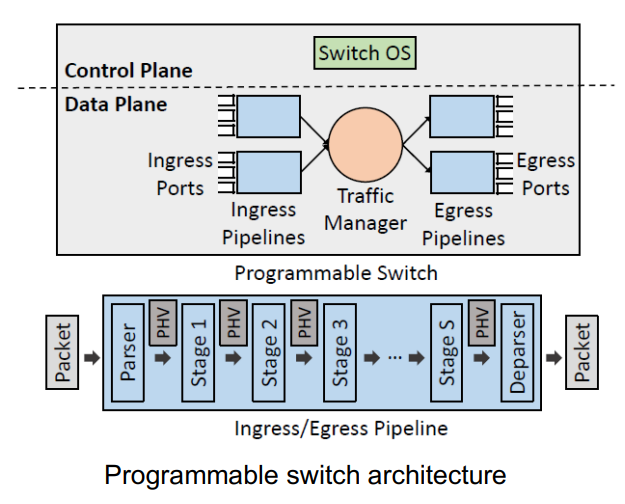 Switch OS
Control Plane
Data Plane
Ingress
Ports
Ingress
Pipelines
Traffic
Manager
Egress
Pipelines
Egress
Ports
Programmable Switch
Packet
Parser
PHV
Stage 1
PHV
Stage 2
PHV
Stage 3
...
Stage S
PHV
Deparser
Packet
Ingress/Egress Pipeline
Programmable switch architecture